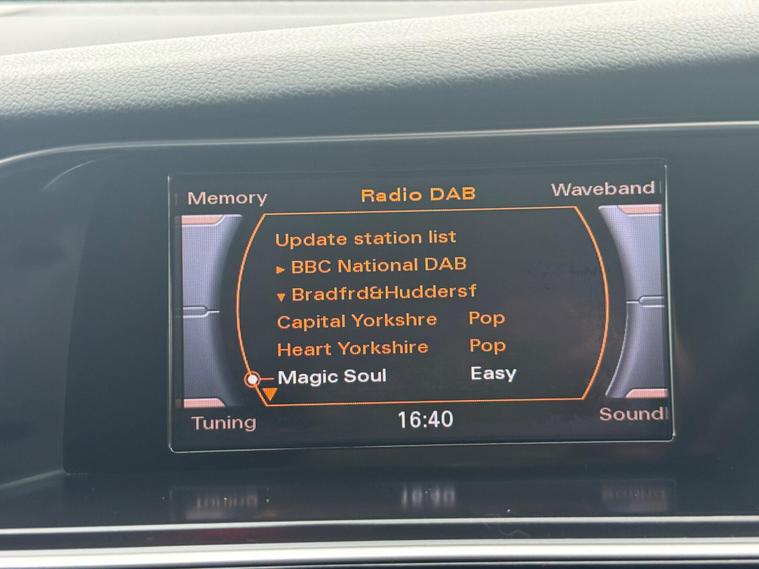 Memory Radio DAB Waveband
Update station list
BBC National DAB
Bradfrd&Huddersf
Capital Yorkshre Pop
Heart Yorkshire Pop
Magic Soul Easy
Tuning 16:40 Sound